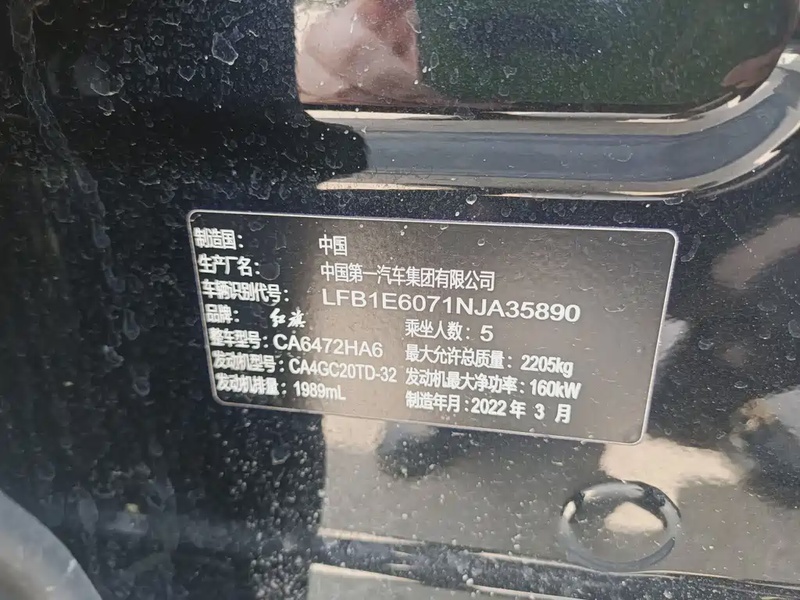 制造国： 中国
生产厂名： 中国第一汽车集团有限公司
车辆识别代号： LFB1E6071NJA35890
品牌： 红旗 乘坐人数：5
整车型号：CA6472HA6 最大允许总质量：2205kg
发动机型号：CA4GC20TD-32 发动机最大净功率：160kW
发动机排量：1989mL 制造年月：2022年 3 月